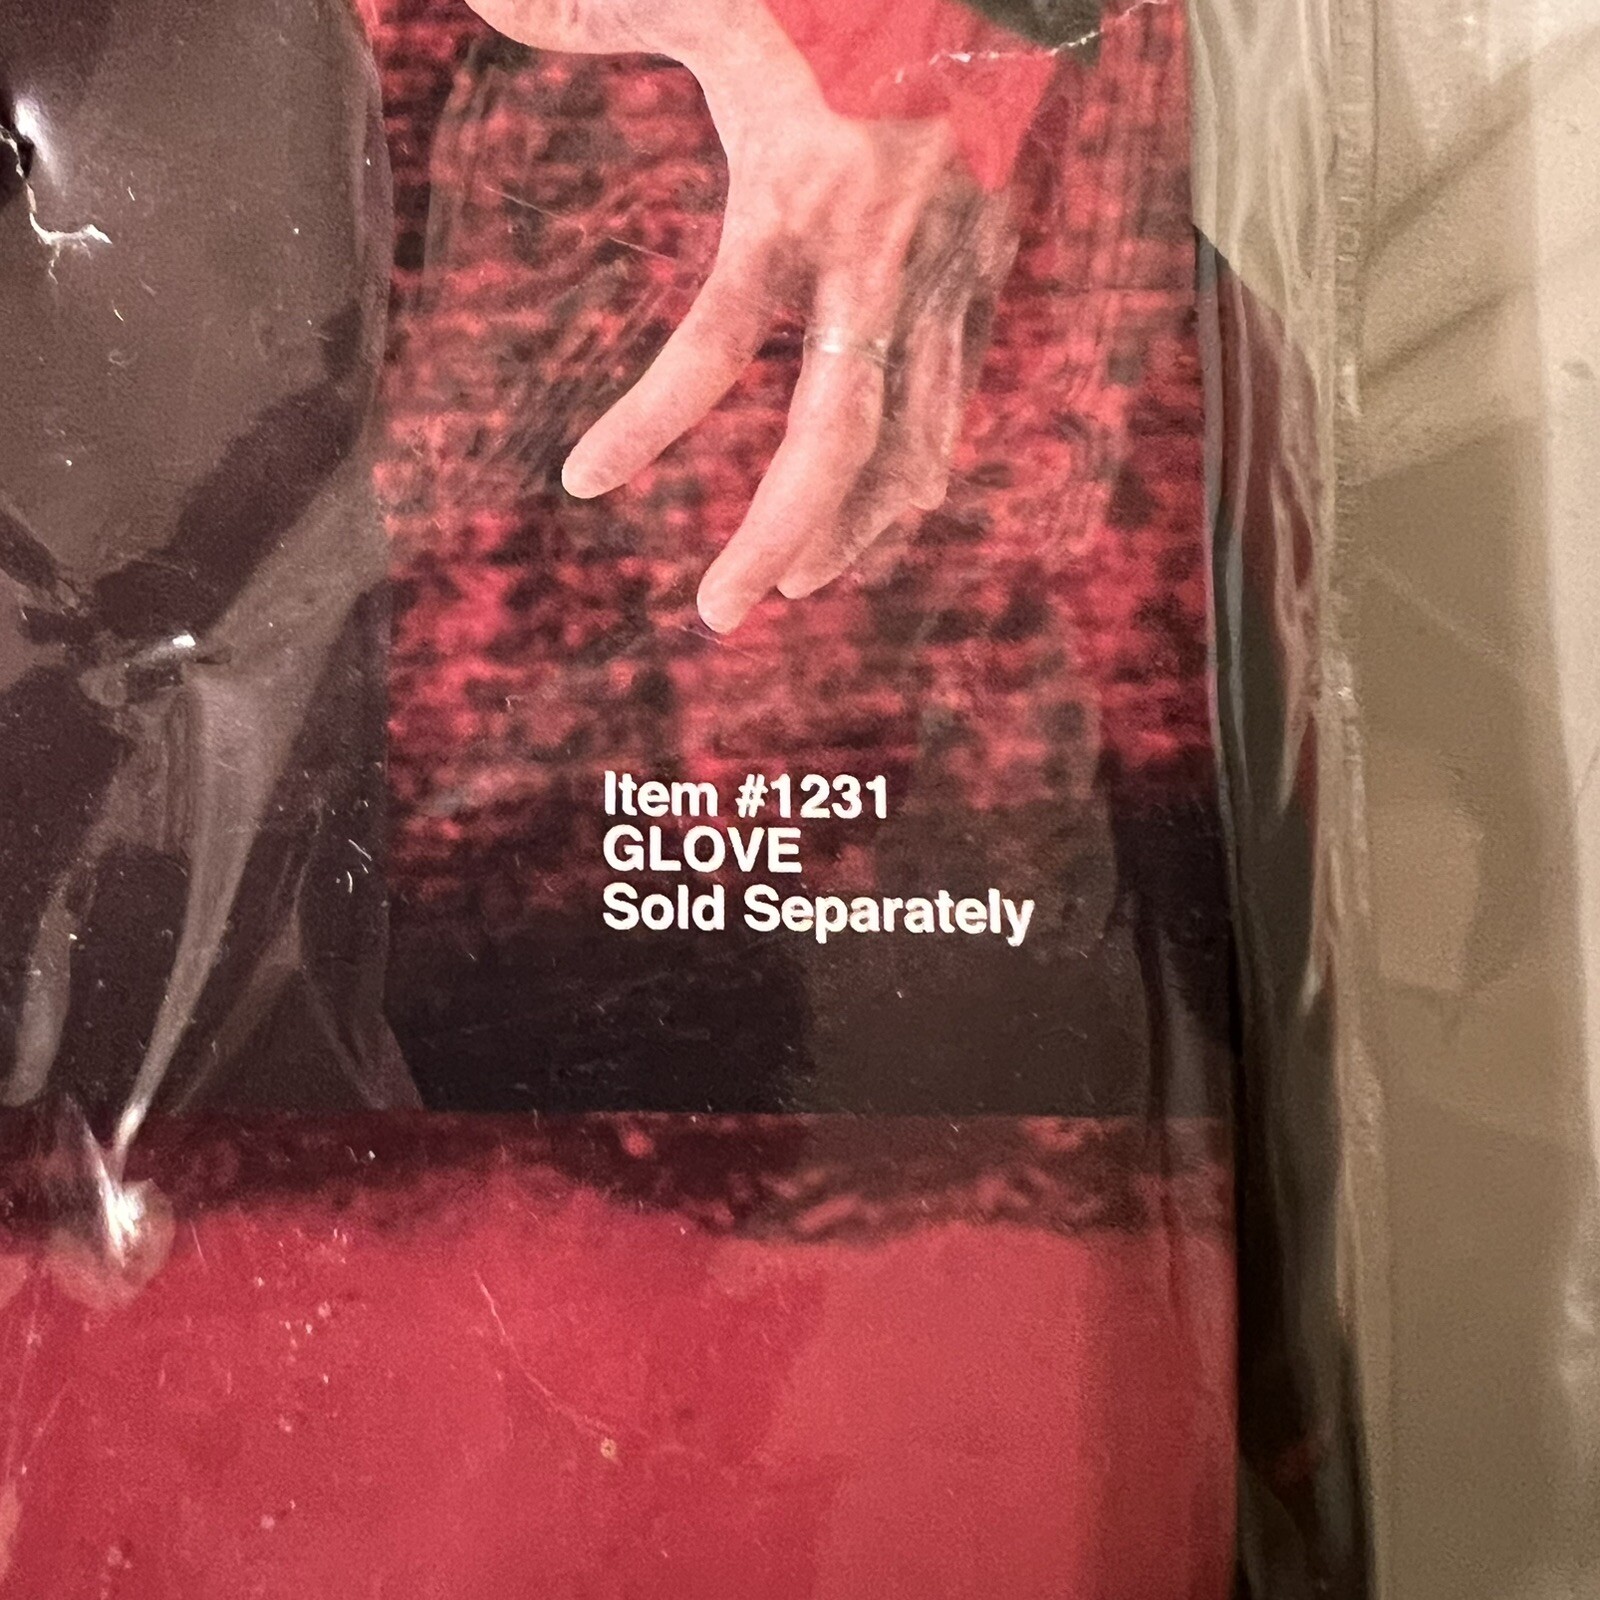 Item #1231
GLOVE
Sold Separately